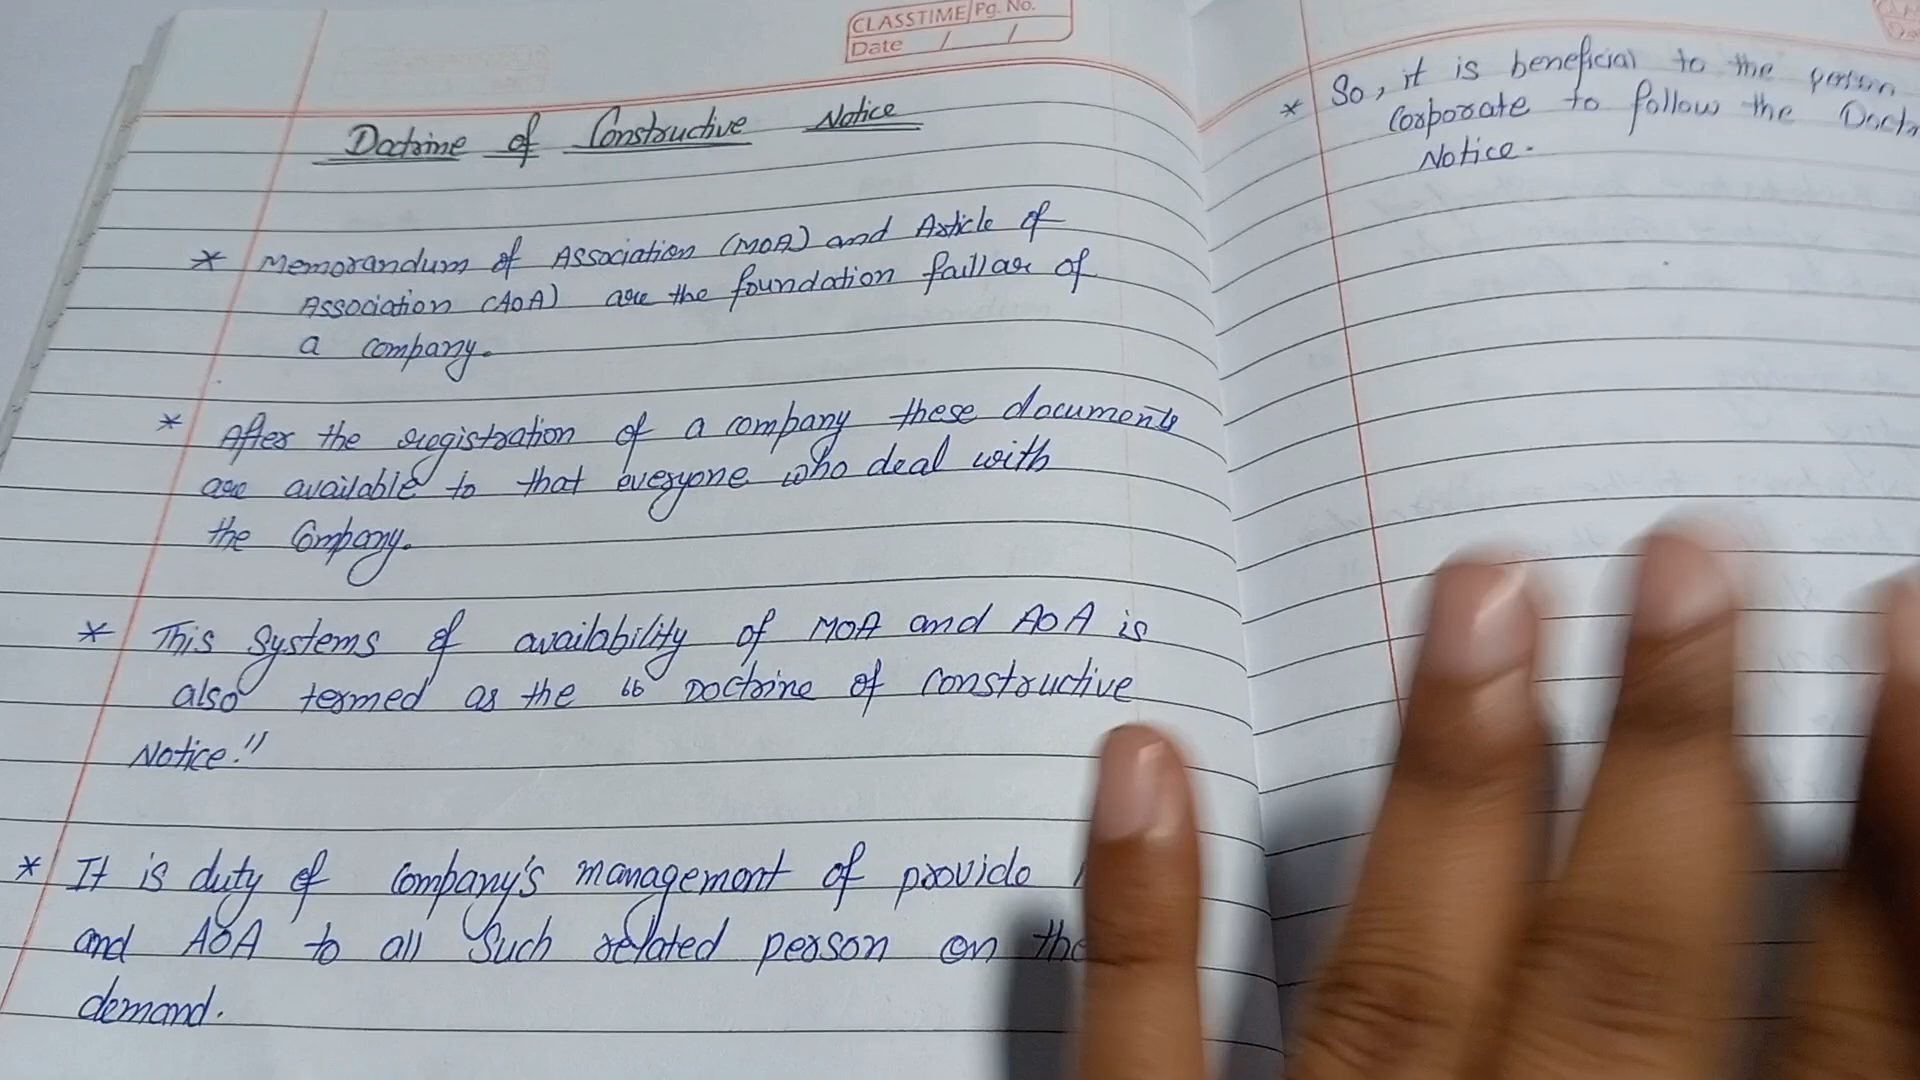 CLASSTIME Pg. No.
Date / /
Doctrine of Constructive Notice
* Memorandum of Association (MOA) and Article of
Association (AOA) are the foundation faillar of
a company.
* After the registration of a company these documents
are available to that everyone who deal with
the Company.
* This Systems of availability of MOA and AOA is
also termed as the " Doctrine of constructive
Notice."
* It is duty of Company's management of provide
and AOA to all Such related person on the
demand.
* So, it is beneficial to the person
Corporate to follow the
Notice.